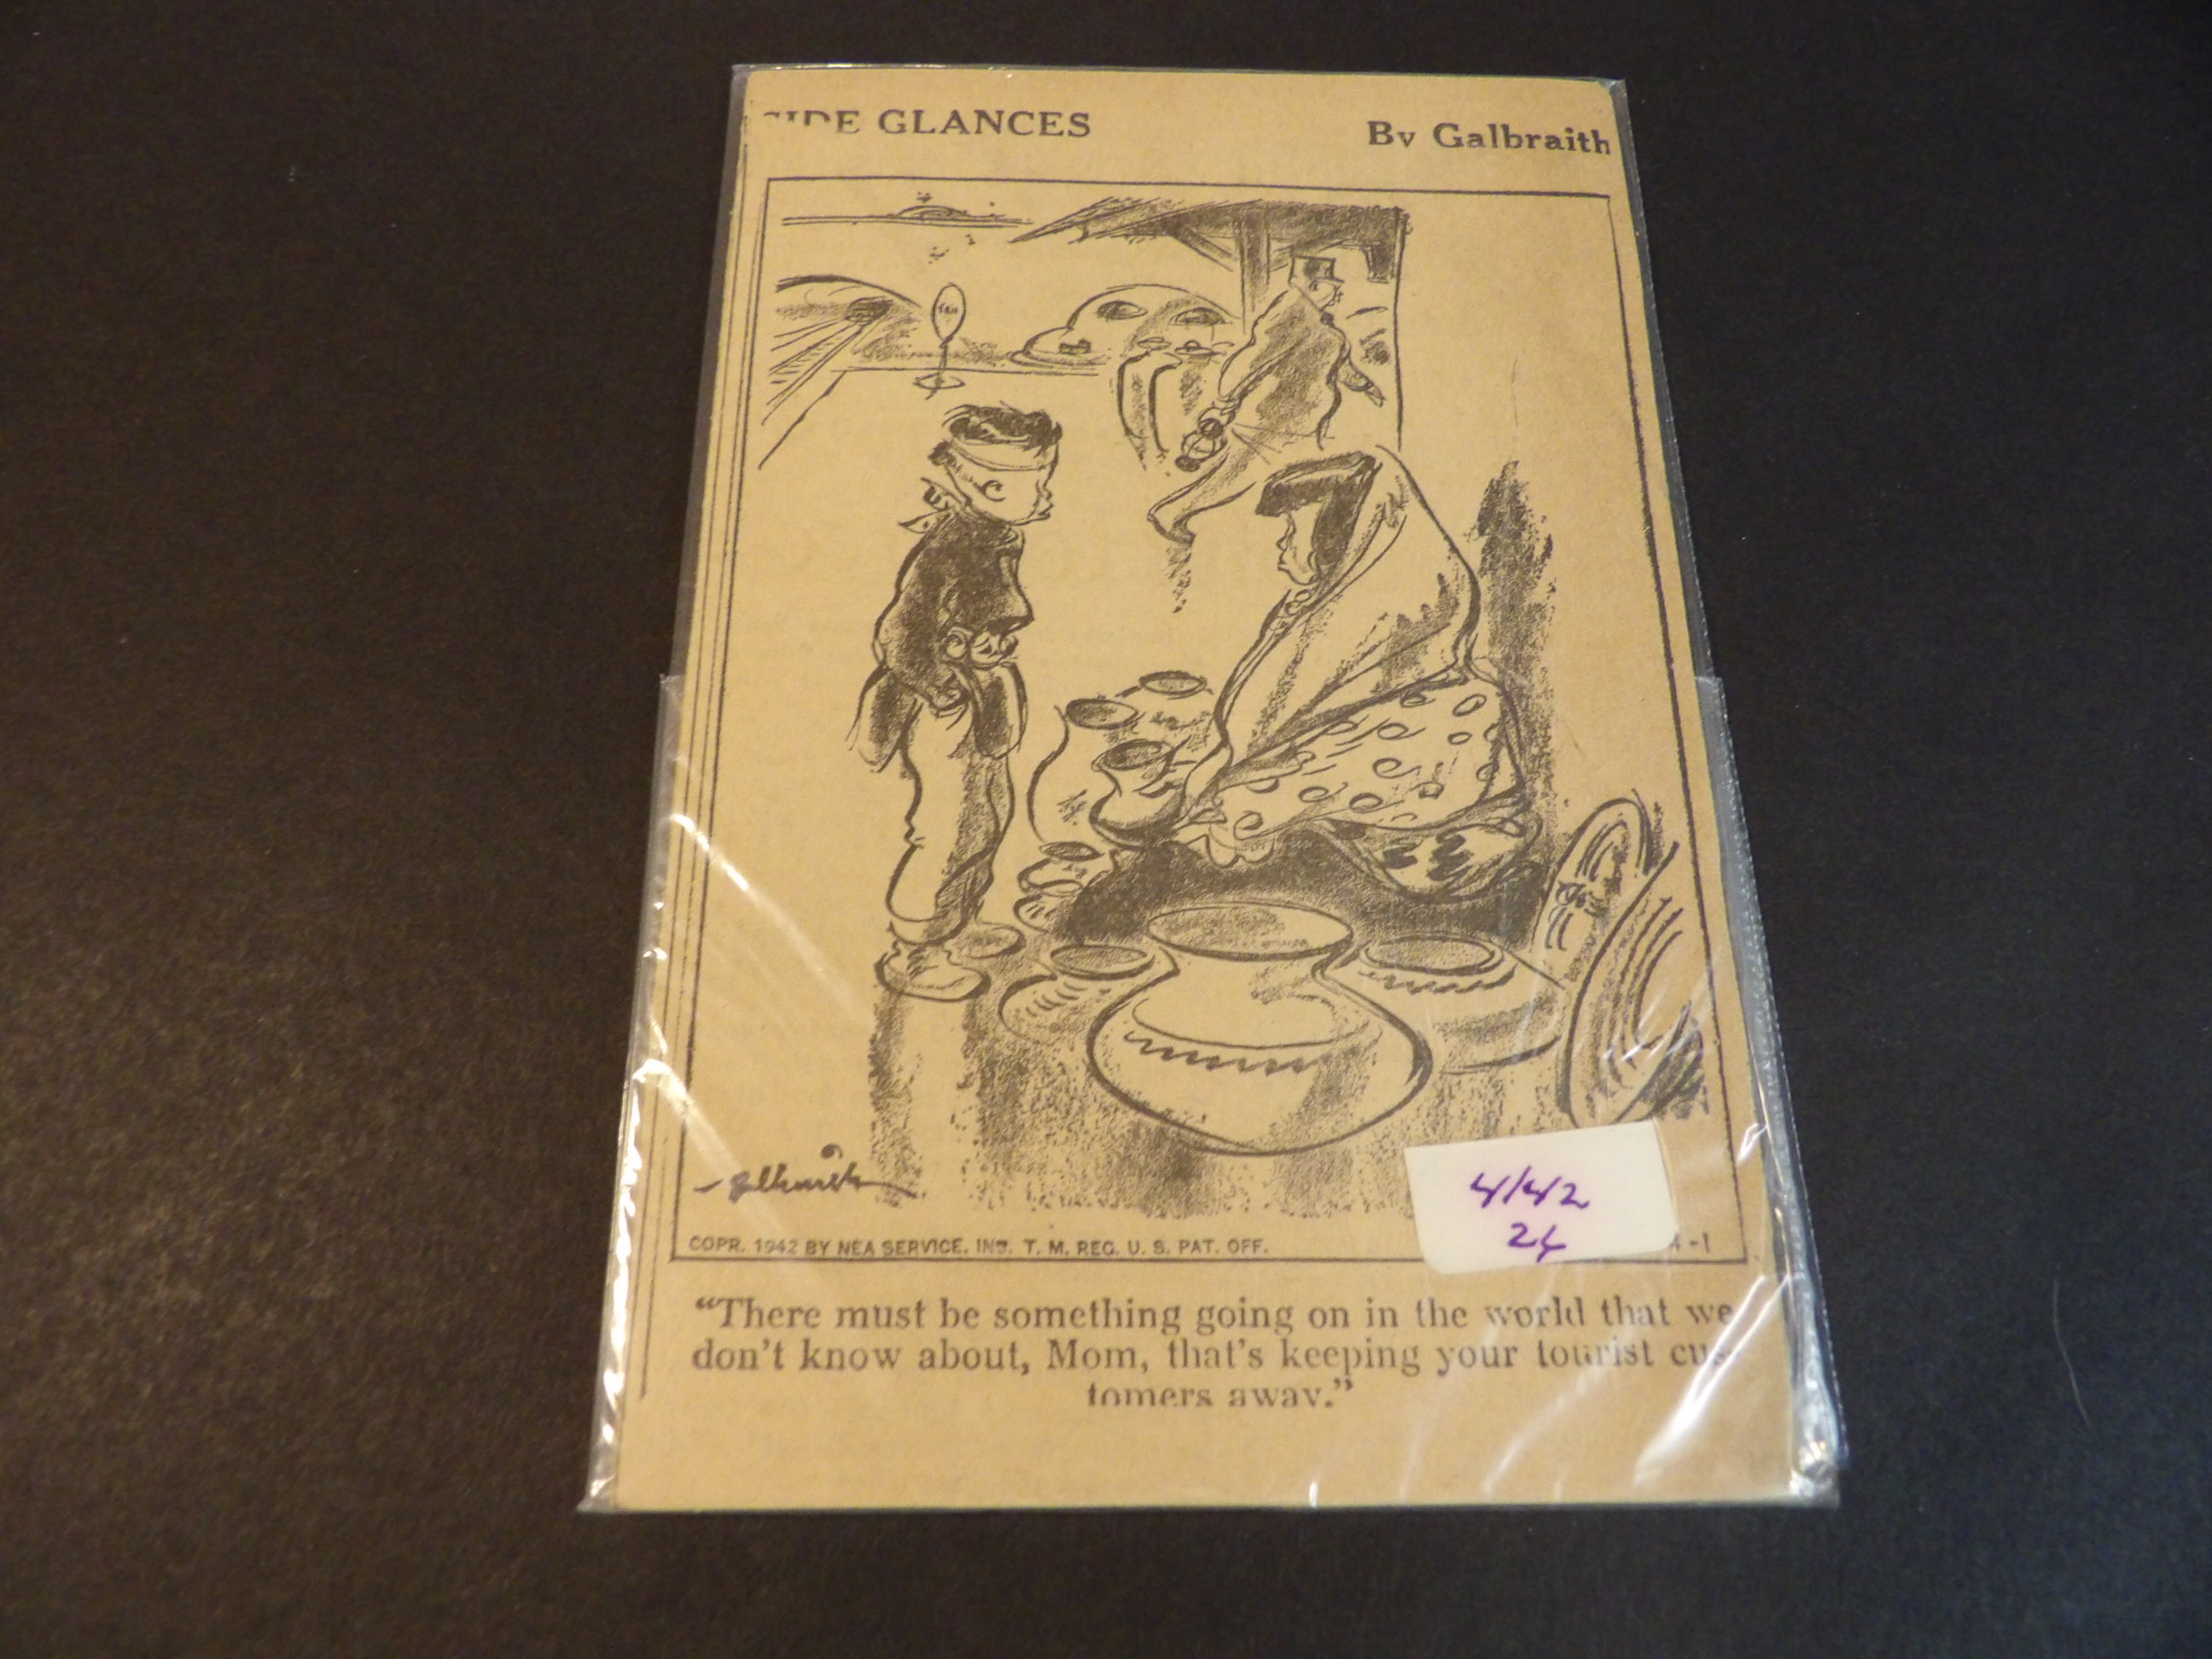 SIDE GLANCES
By Galbraith
Galbraith
COPR. 1942 BY NEA SERVICE, INC. T. M. REG. U. S. PAT. OFF.
4-1
4/42
24
"There must be something going on in the world that we
don't know about, Mom, that's keeping your tourist cus-
tomers away."